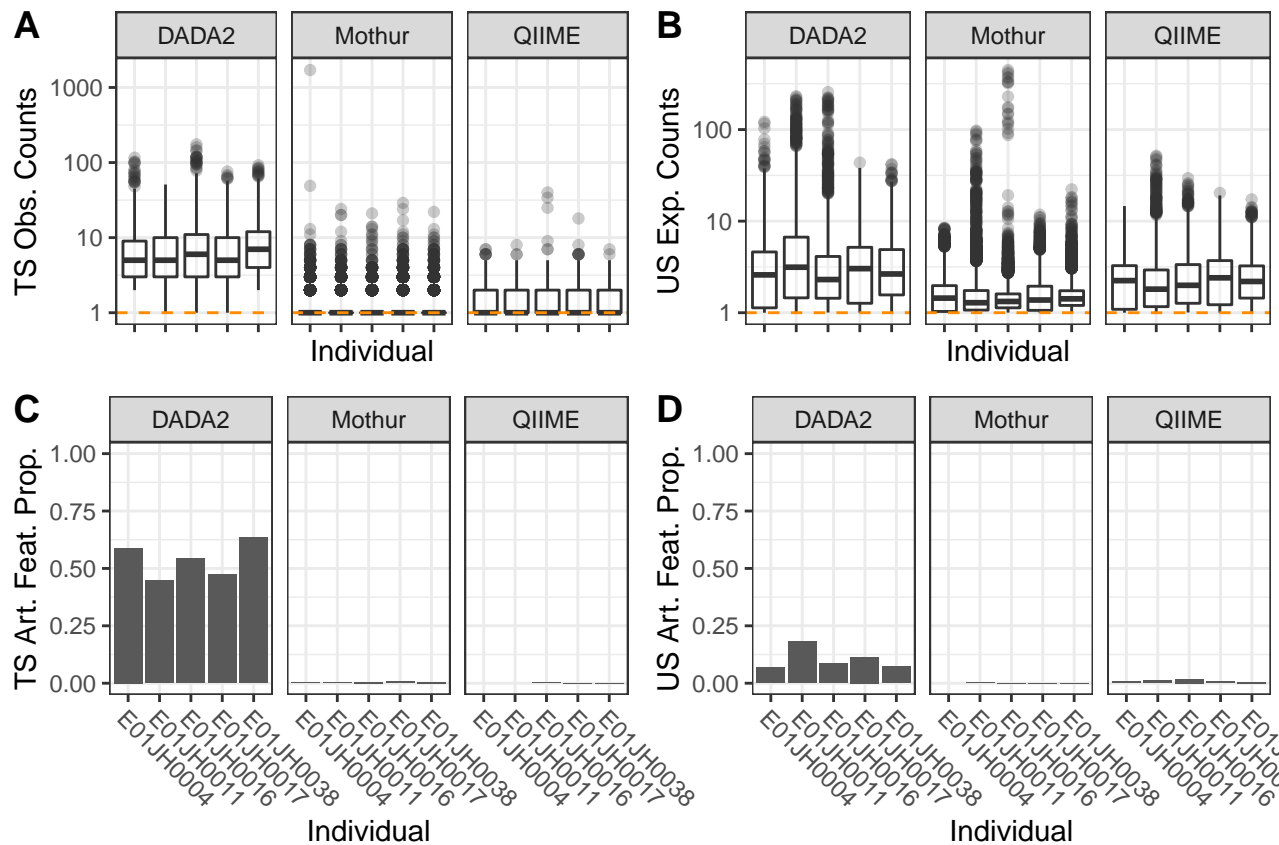 A
DADA2
Mothur
QIIME
TS Obs. Counts
1000
100
10
1
Individual
B
DADA2
Mothur
QIIME
US Exp. Counts
100
10
1
Individual
C
DADA2
Mothur
QIIME
TS Art. Feat. Prop.
1.00
0.75
0.50
0.25
0.00
E01JH0004
E01JH0011
E01JH0016
E01JH0017
E01JH0038
E01JH0004
E01JH0011
E01JH0016
E01JH0017
E01JH0038
E01JH0004
E01JH0011
E01JH0016
E01JH0017
E01JH0038
Individual
D
DADA2
Mothur
QIIME
US Art. Feat. Prop.
1.00
0.75
0.50
0.25
0.00
E01JH0004
E01JH0011
E01JH0016
E01JH0017
E01JH0038
E01JH0004
E01JH0011
E01JH0016
E01JH0017
E01JH0038
E01JH0004
Individual